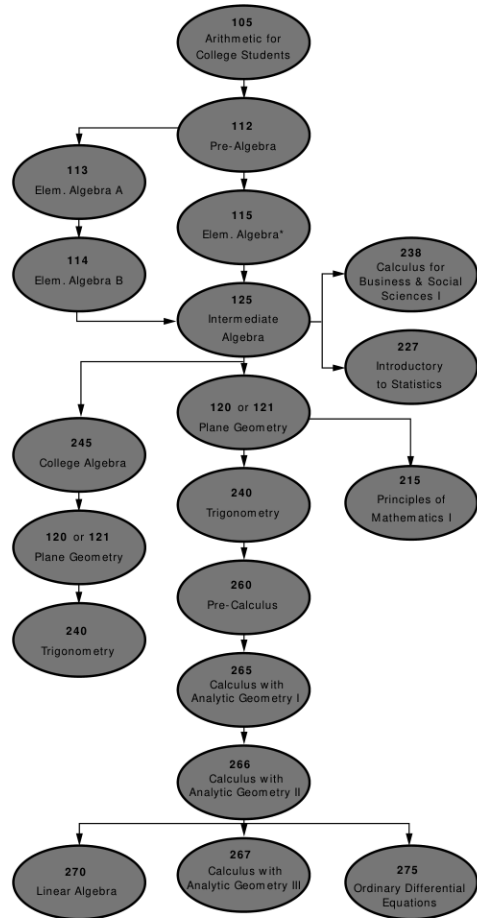 105
Arithmetic for
College Students
112
Pre-Algebra
113
Elem. Algebra A
115
Elem. Algebra*
114
Elem. Algebra B
238
Calculus for
Business & Social
Sciences I
125
Intermediate
Algebra
227
Introductory
to Statistics
120 or 121
Plane Geometry
245
College Algebra
215
Principles of
Mathematics I
240
Trigonometry
120 or 121
Plane Geometry
260
Pre-Calculus
240
Trigonometry
265
Calculus with
Analytic Geometry I
266
Calculus with
Analytic Geometry II
270
Linear Algebra
267
Calculus with
Analytic Geometry III
275
Ordinary Differential
Equations